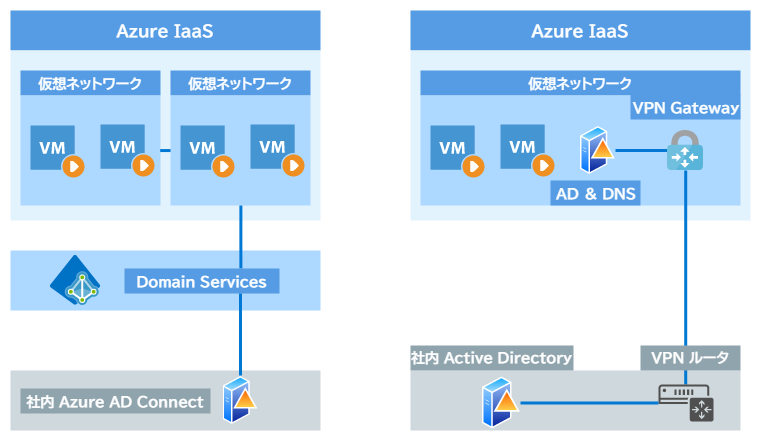 Azure IaaS
仮想ネットワーク
仮想ネットワーク
VM
VM
VM
VM
Domain Services
社内 Azure AD Connect
Azure IaaS
仮想ネットワーク
VPN Gateway
VM
VM
AD & DNS
社内 Active Directory
VPN ルータ